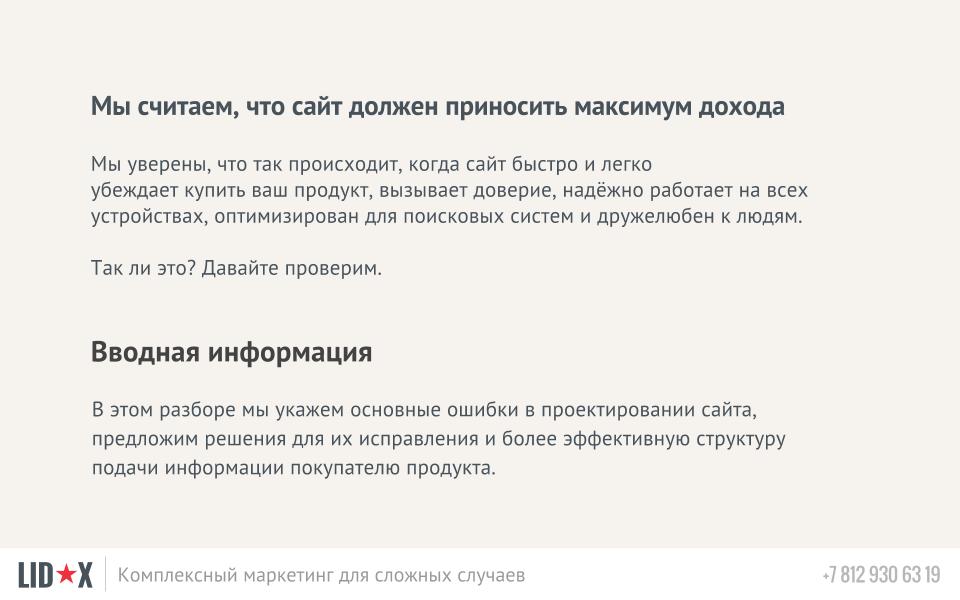 Мы считаем, что сайт должен приносить максимум дохода
Мы уверены, что так происходит, когда сайт быстро и легко
убеждает купить ваш продукт, вызывает доверие, надёжно работает на всех
устройствах, оптимизирован для поисковых систем и дружелюбен к людям.
Так ли это? Давайте проверим.
Вводная информация
В этом разборе мы укажем основные ошибки в проектировании сайта,
предложим решения для их исправления и более эффективную структуру
подачи информации покупателю продукта.
LID★X Комплексный маркетинг для сложных случаев +7 812 930 63 19